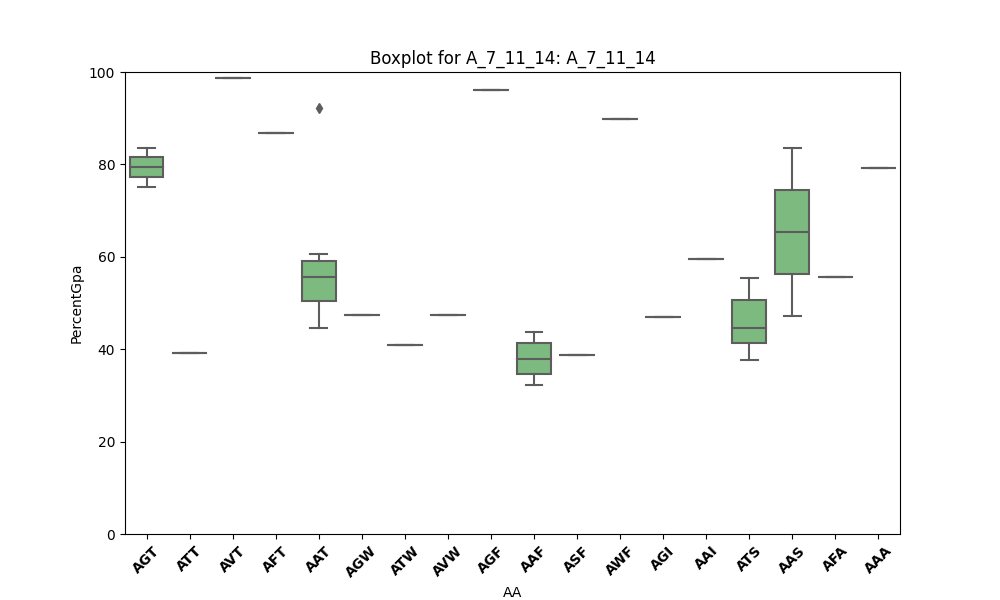 Boxplot for A_7_11_14: A_7_11_14
100
80
60
40
20
0
PercentGpa
AGT ATT AVT AFT AAT AGW ATW AVW AGF AAF ASF AWF AGI AAI ATS AAS AFA AAA
AA